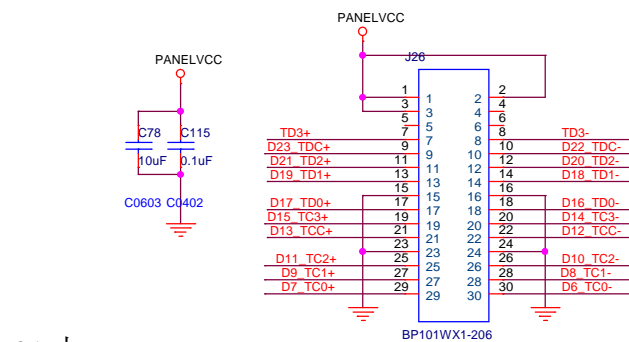 PANELVCC
J26
PANELVCC
C78 C115
10uF 0.1uF
C0603 C0402
1 1 2 2
3 3 4 4
5 5 6 6
TD3+ 7 7 8 8 TD3-
D23_TDC+ 9 9 10 10 D22_TDC-
D21_TD2+ 11 11 12 12 D20_TD2-
D19_TD1+ 13 13 14 14 D18_TD1-
15 15 16 16
D17_TD0+ 17 17 18 18 D16_TD0-
D15_TC3+ 19 19 20 20 D14_TC3-
D13_TCC+ 21 21 22 22 D12_TCC-
23 23 24 24
D11_TC2+ 25 25 26 26 D10_TC2-
D9_TC1+ 27 27 28 28 D8_TC1-
D7_TC0+ 29 29 30 30 D6_TC0-
BP101WX1-206